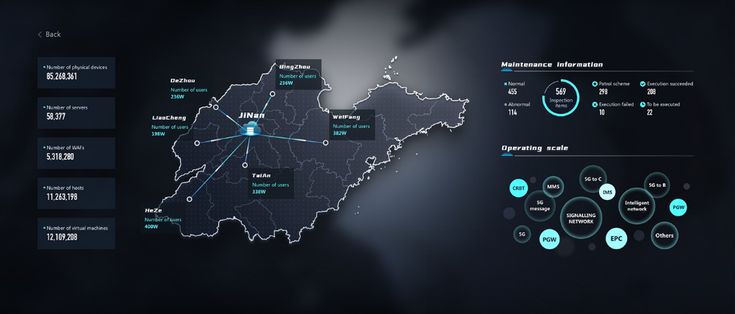 Back
Number of physical devices
85,268,361
Number of servers
58,377
Number of WAFs
5,318,280
Number of hosts
11,263,198
Number of virtual machines
12,109,208
QingZhou
Number of users
236W
DeZhou
Number of users
236W
LiaoCheng
Number of users
198W
JiNan
WeiFang
Number of users
382W
TaiAn
Number of users
338W
HeZe
Number of users
400W
Maintenance information
Normal
455
Abnormal
114
569
Inspection
items
Patrol scheme
298
Execution succeeded
208
Execution failed
10
To be executed
22
Operating scale
CRBT
MMS
5G to C
IMS
5G to B
5G
message
SIGNALLING
NETWORK
Intelligent
network
PGW
5G
PGW
EPC
Others